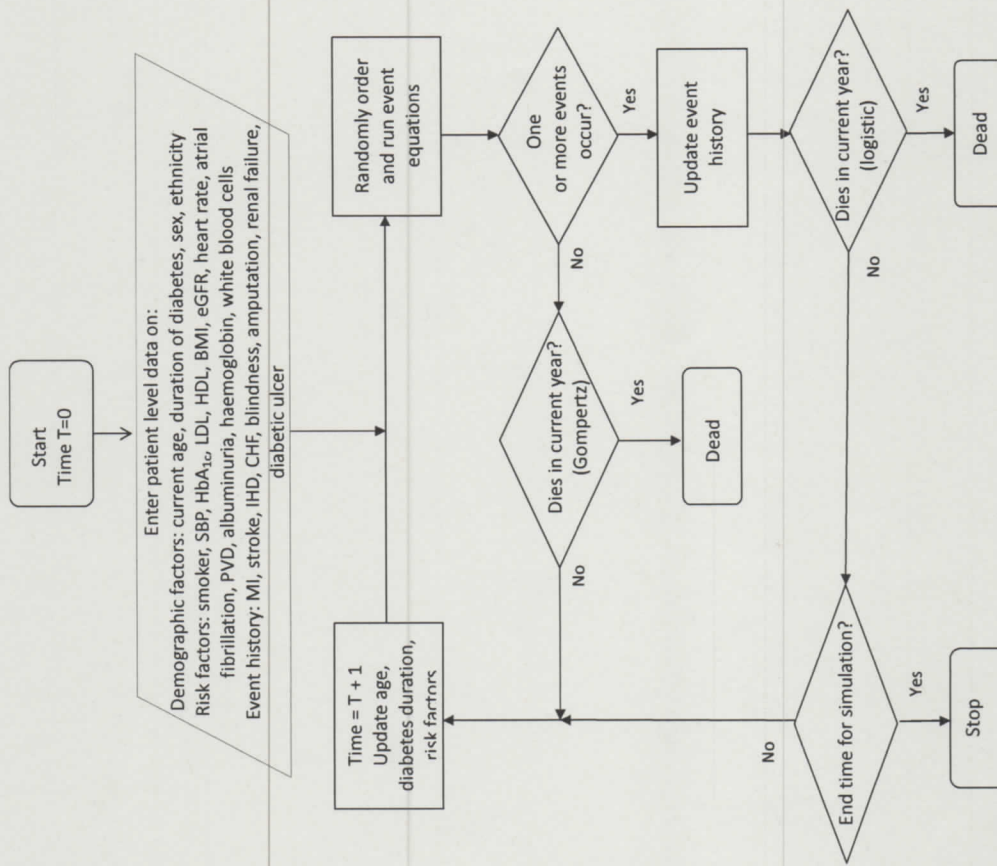 Start
Time T=0
Enter patient level data on:
Demographic factors: current age, duration of diabetes, sex, ethnicity
Risk factors: smoker, SBP, HbA1c, LDL, HDL, BMI, eGFR, heart rate, atrial
fibrillation, PVD, albuminuria, haemoglobin, white blood cells
Event history: MI, stroke, IHD, CHF, blindness, amputation, renal failure,
diabetic ulcer
Time = T + 1
Update age,
diabetes duration,
risk factors
Randomly order
and run event
equations
No
Dies in current year?
(Gompertz)
No
One
or more events
occur?
Yes
Yes
Dead
Update event
history
No
End time for simulation?
No
Dies in current year?
(logistic)
Yes
Yes
Stop
Dead